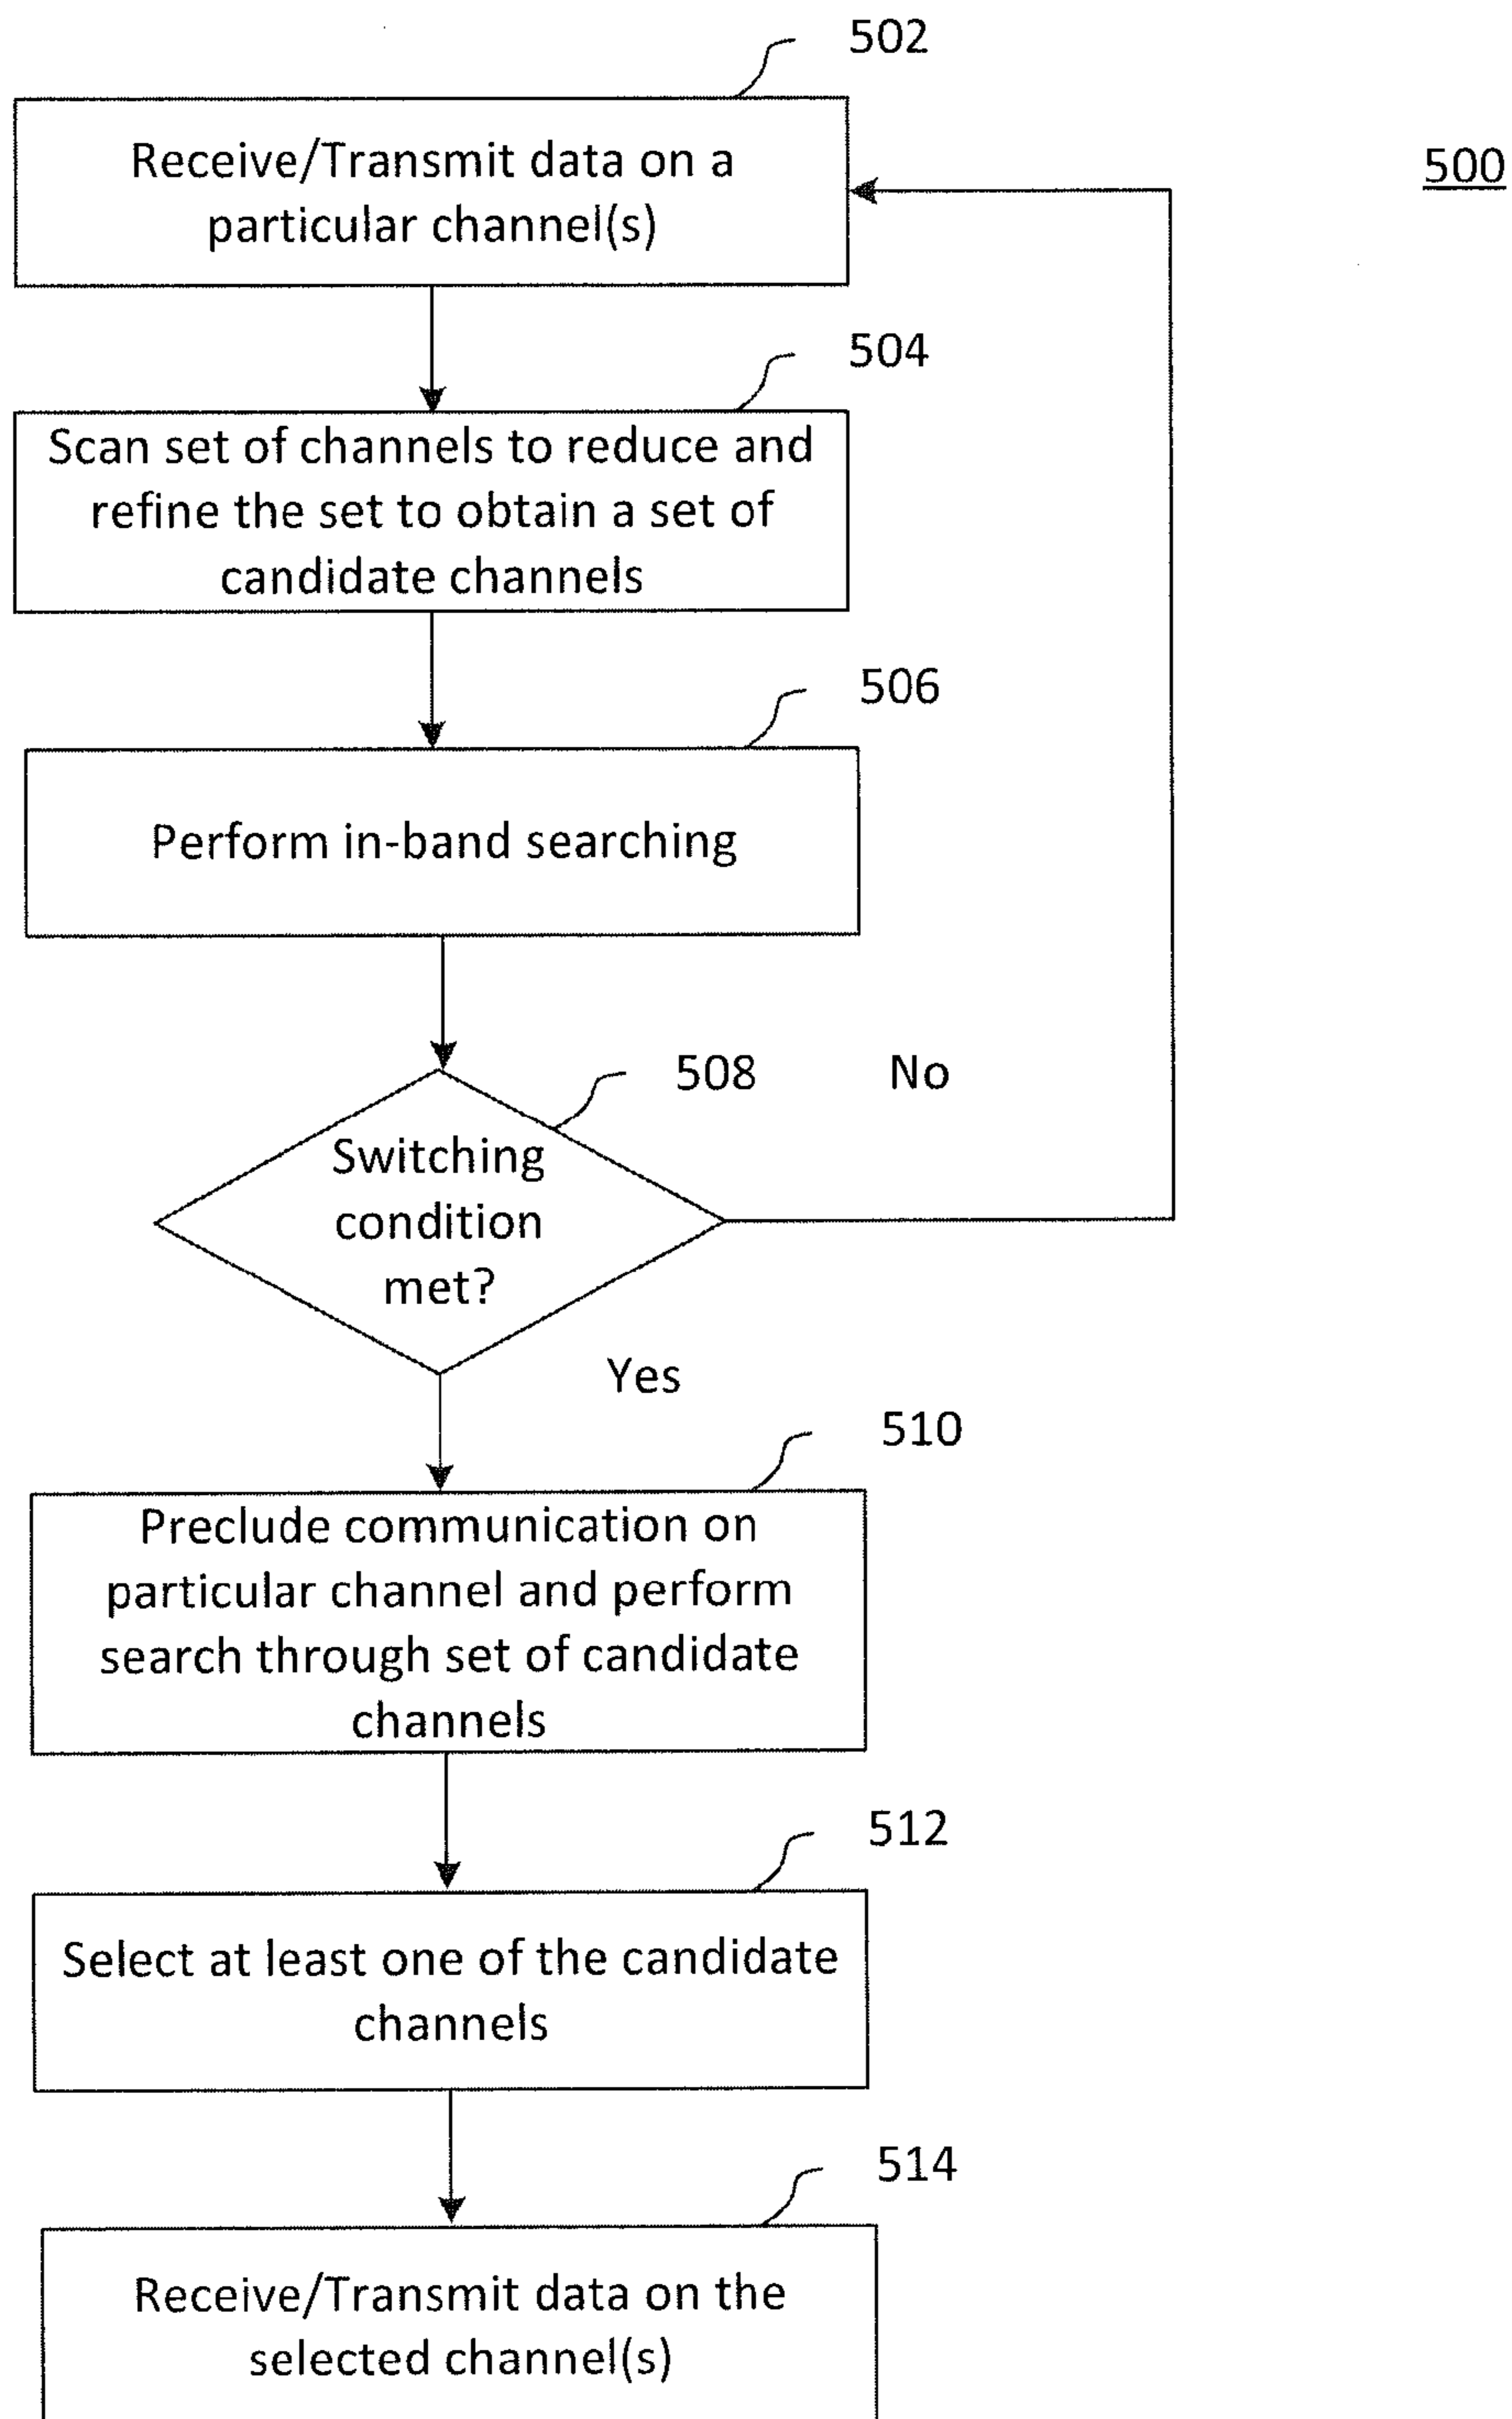 502
500
Receive/Transmit data on a
particular channel(s)
504
Scan set of channels to reduce and
refine the set to obtain a set of
candidate channels
506
Perform in-band searching
508
No
Switching
condition
met?
Yes
510
Preclude communication on
particular channel and perform
search through set of candidate
channels
512
Select at least one of the candidate
channels
514
Receive/Transmit data on the
selected channel(s)